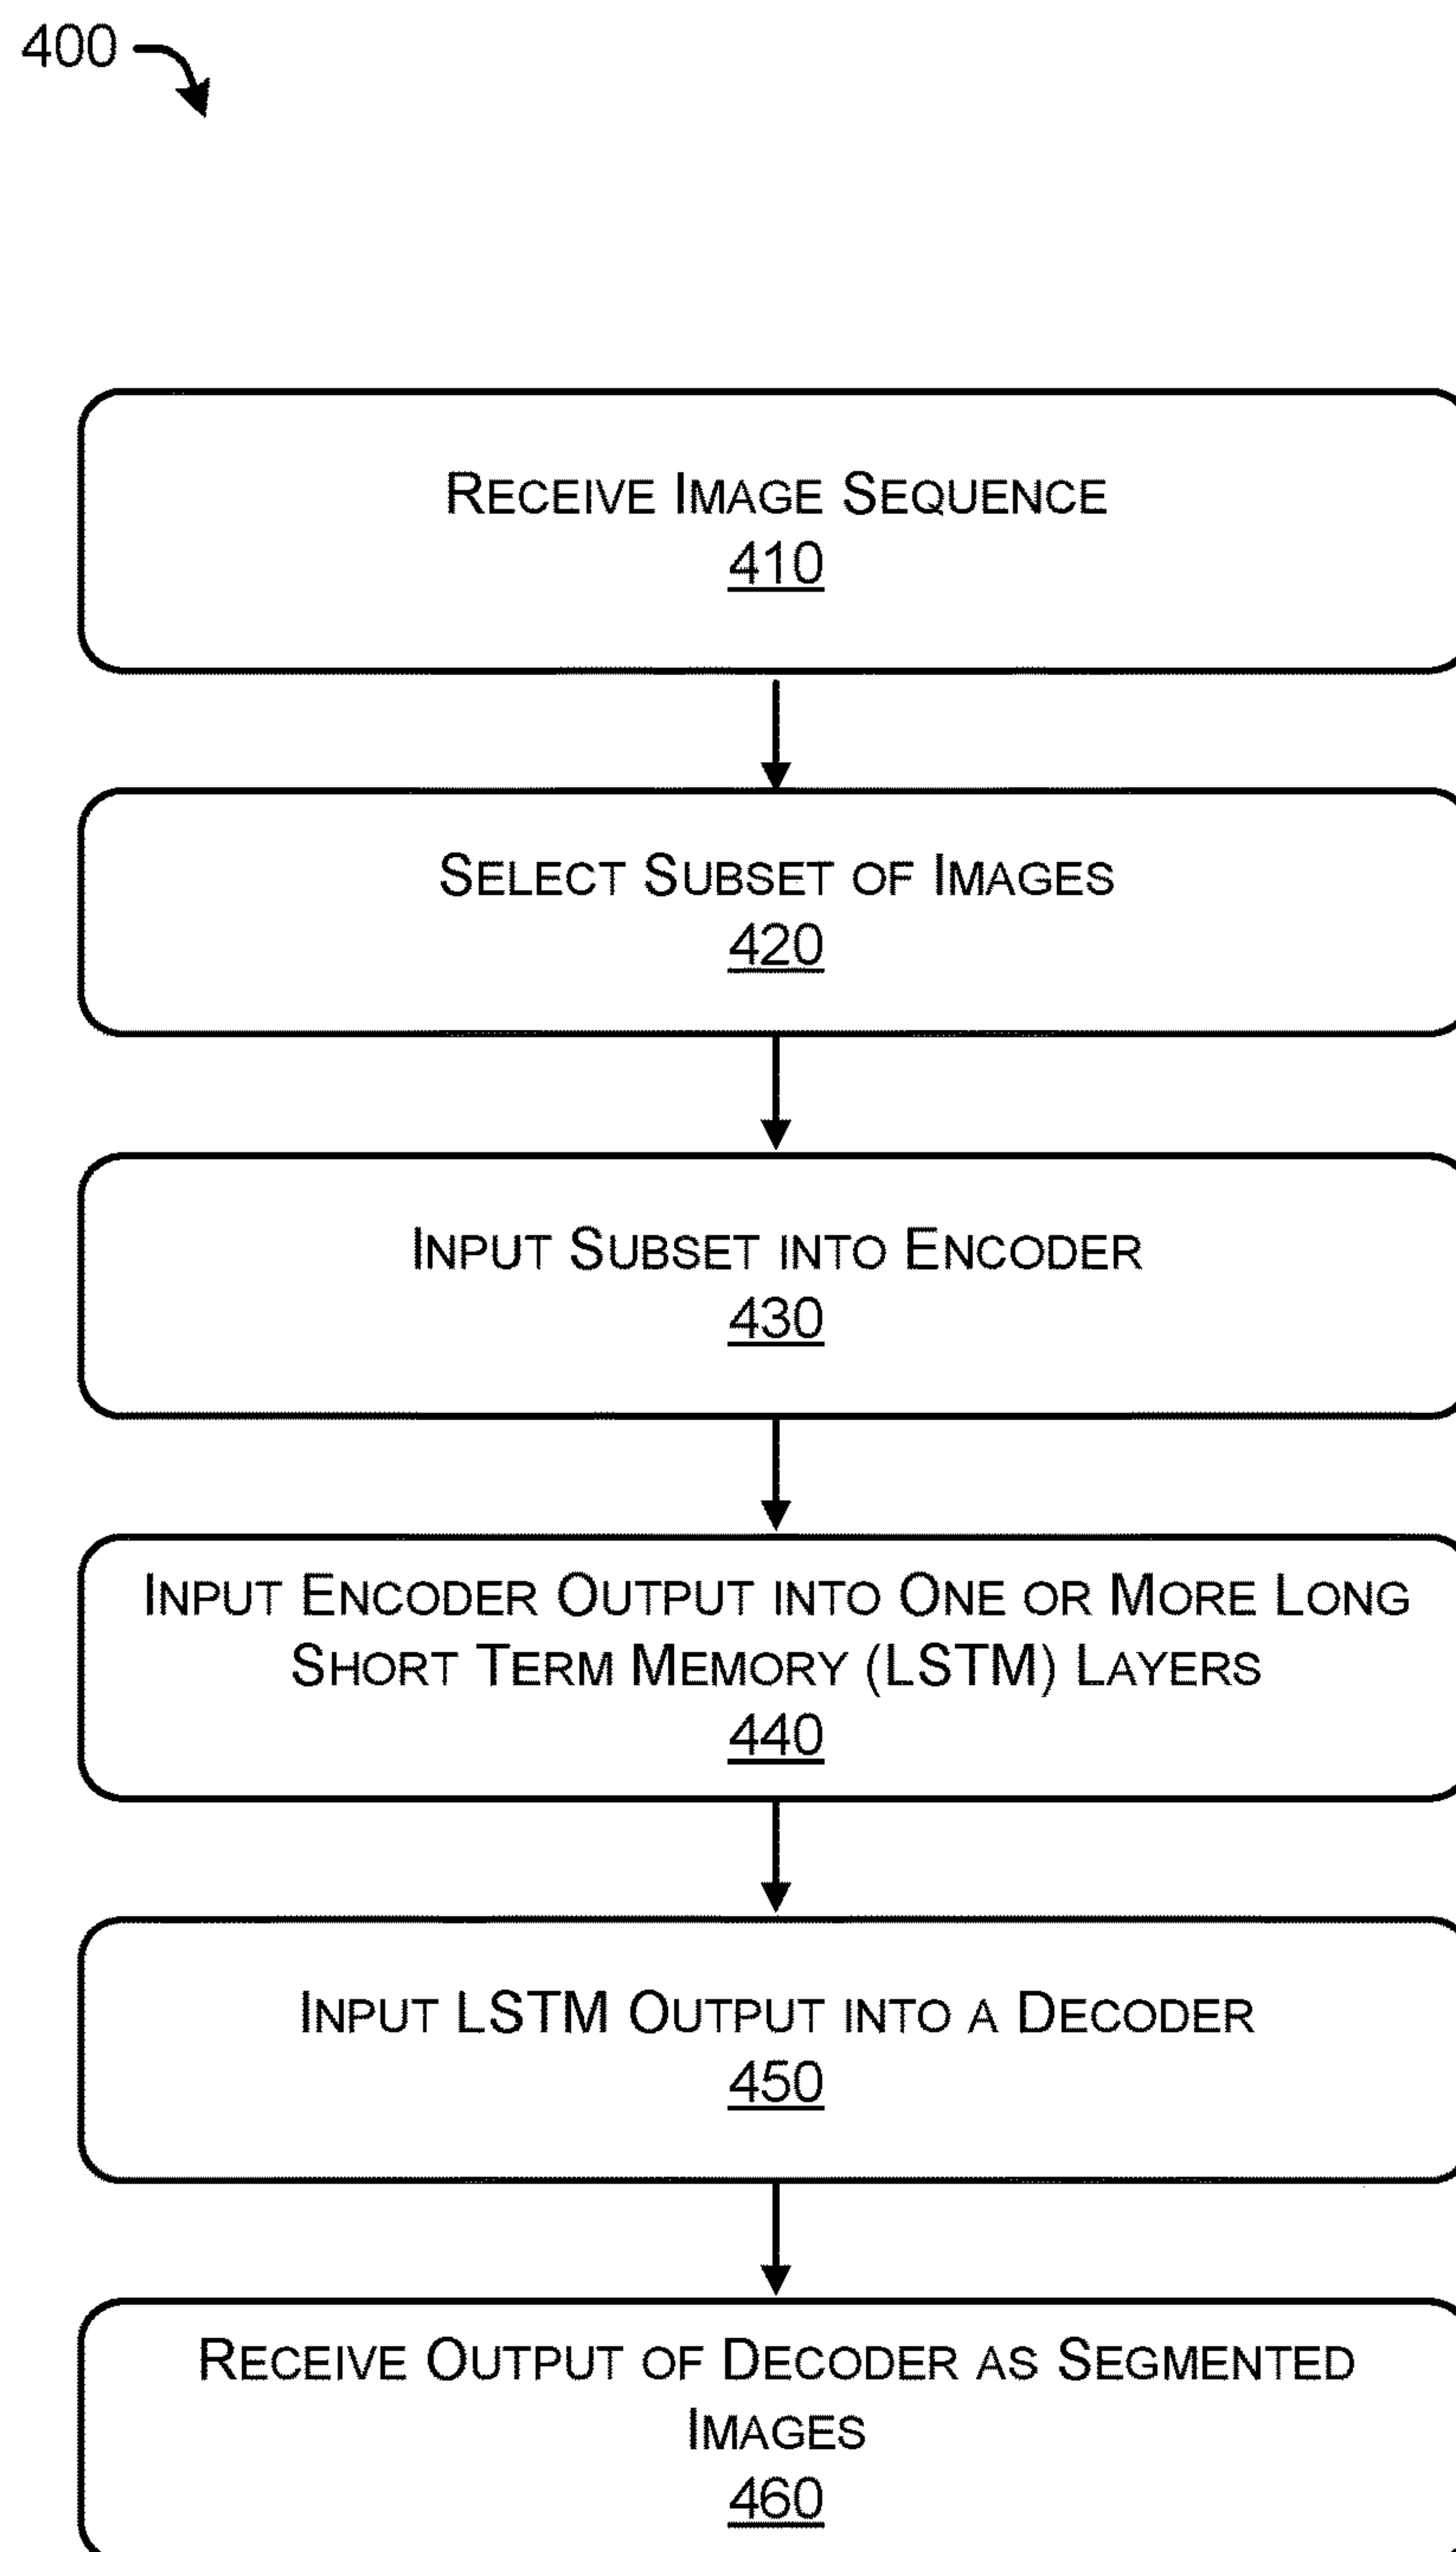 400
RECEIVE IMAGE SEQUENCE
410
SELECT SUBSET OF IMAGES
420
INPUT SUBSET INTO ENCODER
430
INPUT ENCODER OUTPUT INTO ONE OR MORE LONG
SHORT TERM MEMORY (LSTM) LAYERS
440
INPUT LSTM OUTPUT INTO A DECODER
450
RECEIVE OUTPUT OF DECODER AS SEGMENTED
IMAGES
460